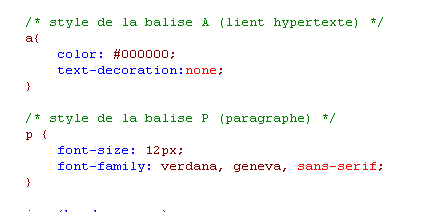 /* style de la balise A (lient hypertexte) */
a{
color: #000000;
text-decoration:none;
}
/* style de la balise P (paragraphe) */
p {
font-size: 12px;
font-family: verdana, geneva, sans-serif;
}